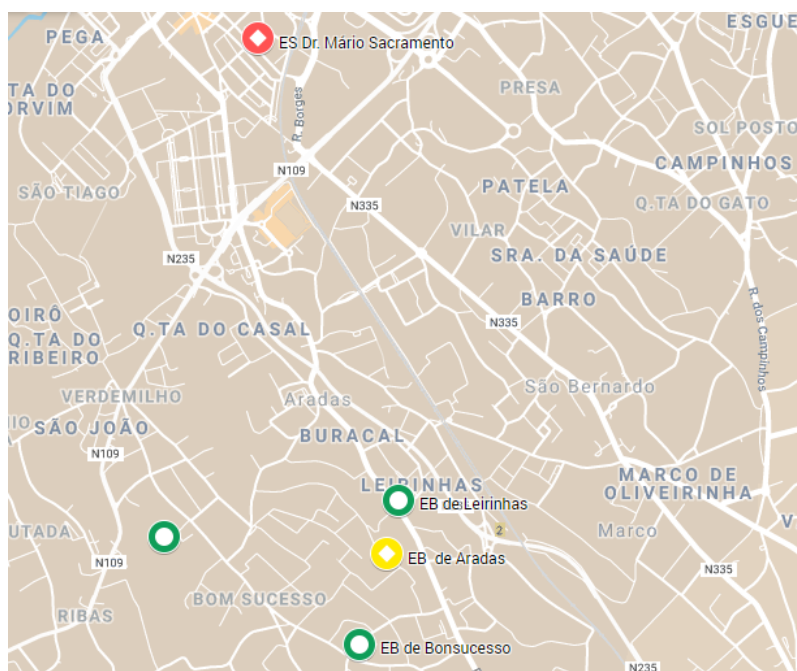 ESGUE
PEGA
ES Dr. Mário Sacramento
TA DO
ORVIM
PRESA
R. Borges
SOL POSTO
CAMPINHOS
N109
SÃO TIAGO
PATELA
Q.TA DO GATO
N335
VILAR
N235
SRA. DA SAÚDE
BARRO
R. dos Campinhos
OIRÔ
Q.TA DO
RIBEIRO
Q.TA DO CASAL
N335
VERDEMILHO
Aradas
São Bernardo
SÃO JOÃO
BURACAL
N109
LEIRINHAS
MARCO DE
OLIVEIRINHA
EB de Leirinhas
UTADA
2
Marco
EB de Aradas
N109
N335
BOM SUCESSO
RIBAS
EB de Bonsucesso
N235